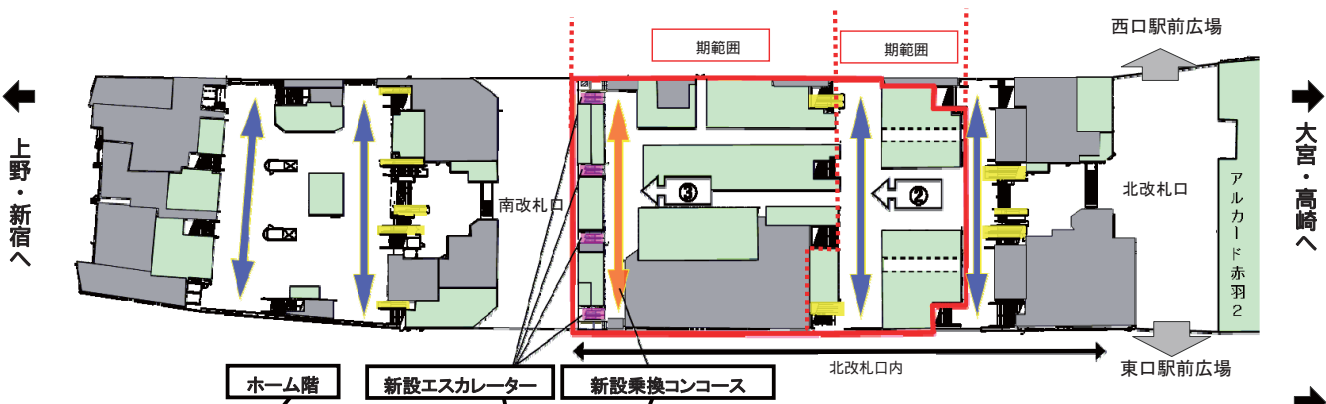 西口駅前広場
期範囲
期範囲
上野・新宿へ
大宮・高崎へ
③
②
南改札口
北改札口
アルカード赤羽2
北改札口内
東口駅前広場
ホーム階
新設エスカレーター
新設乗換コンコース